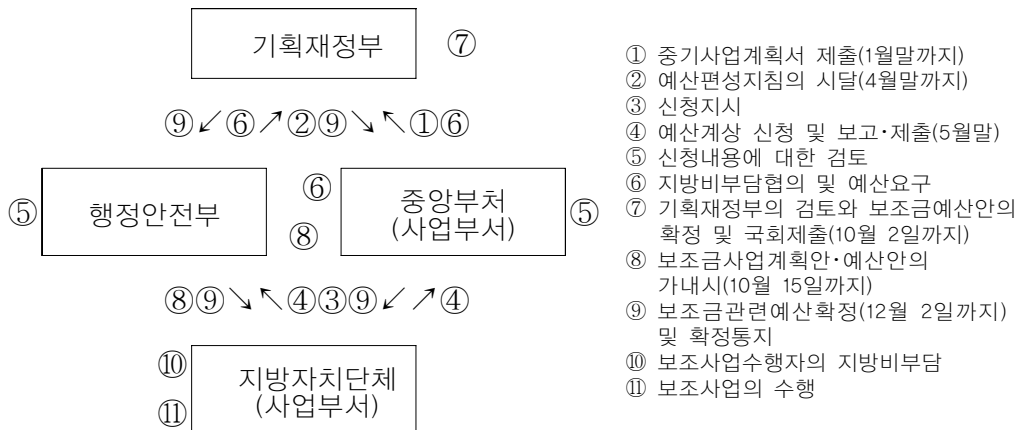 기획재정부 ⑦
⑨↙⑥↗②⑨↘↖①⑥
⑤ 행정안전부 ⑥ ⑧ 중앙부처 (사업부서) ⑤
⑧⑨↘↖④③⑨↙↗④
⑩ ⑪ 지방자치단체 (사업부서)
① 중기사업계획서 제출(1월말까지)
② 예산편성지침의 시달(4월말까지)
③ 신청지시
④ 예산계상 신청 및 보고·제출(5월말)
⑤ 신청내용에 대한 검토
⑥ 지방비부담협의 및 예산요구
⑦ 기획재정부의 검토와 보조금예산안의
확정 및 국회제출(10월 2일까지)
⑧ 보조금사업계획안·예산안의
가내시(10월 15일까지)
⑨ 보조금관련예산확정(12월 2일까지)
및 확정통지
⑩ 보조사업수행자의 지방비부담
⑪ 보조사업의 수행